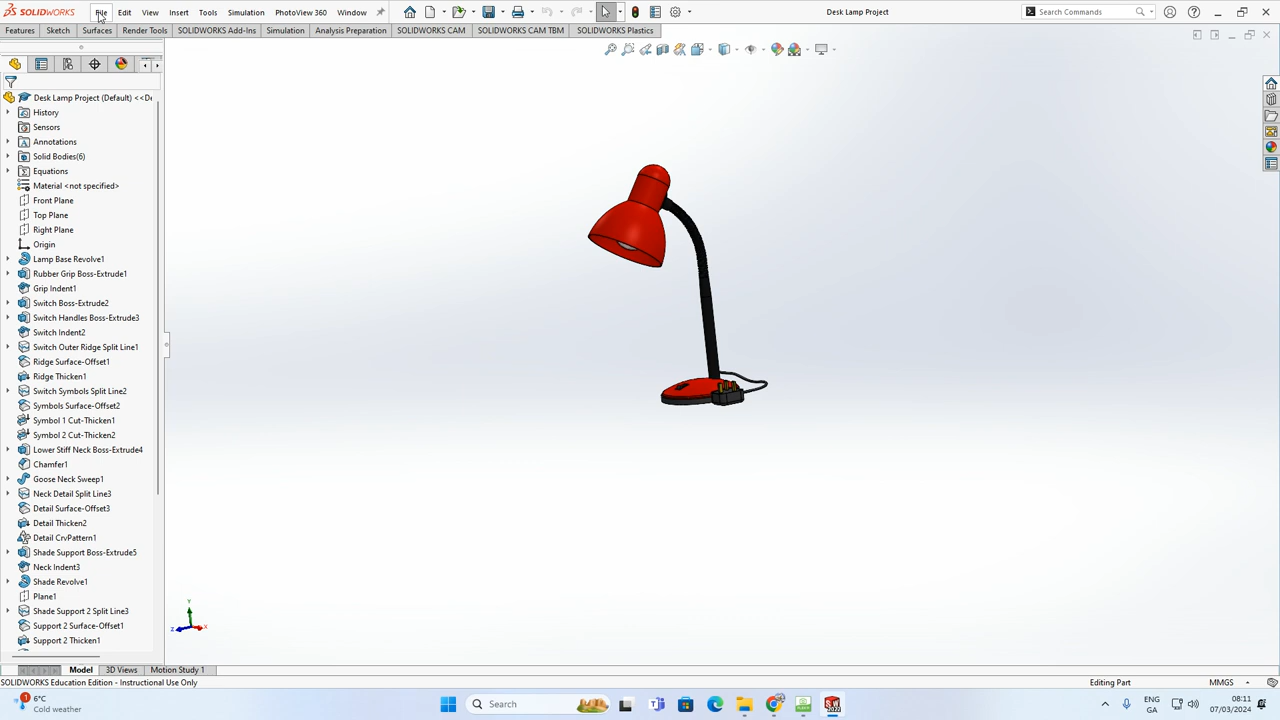 SOLIDWORKS File Edit View Insert Tools Simulation PhotoView 360 Window Desk Lamp Project Search Commands
Features Sketch Surfaces Render Tools SOLIDWORKS Add-Ins Simulation Analysis Preparation SOLIDWORKS CAM SOLIDWORKS CAM TBM SOLIDWORKS Plastics
Desk Lamp Project (Default) <<De
History
Sensors
Annotations
Solid Bodies(6)
Equations
Material <not specified>
Front Plane
Top Plane
Right Plane
Origin
Lamp Base Revolve1
Rubber Grip Boss-Extrude1
Grip Indent1
Switch Boss-Extrude2
Switch Handles Boss-Extrude3
Switch Indent2
Switch Outer Ridge Split Line1
Ridge Surface-Offset1
Ridge Thicken1
Switch Symbols Split Line2
Symbols Surface-Offset2
Symbol 1 Cut-Thicken1
Symbol 2 Cut-Thicken2
Lower Stiff Neck Boss-Extrude4
Chamfer1
Goose Neck Sweep1
Neck Detail Split Line3
Detail Surface-Offset3
Detail Thicken2
Detail CrvPattern1
Shade Support Boss-Extrude5
Neck Indent3
Shade Revolve1
Plane1
Shade Support 2 Split Line3
Support 2 Surface-Offset1
Support 2 Thicken1
Y
Z X
Model 3D Views Motion Study 1
SOLIDWORKS Education Edition - Instructional Use Only Editing Part MMGS
1 6°C
Cold weather
Search
ENG
GA
08:11
07/03/2024